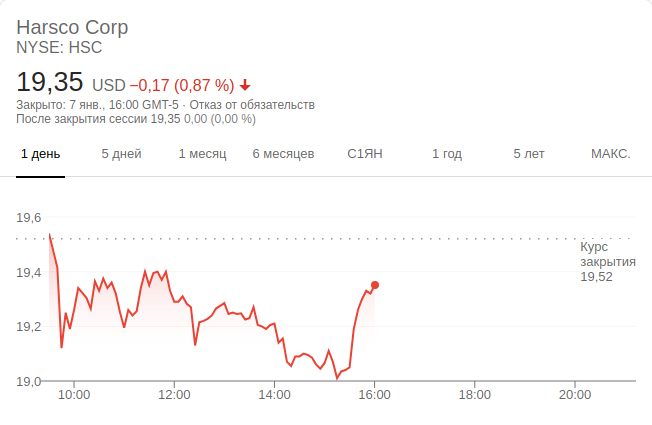 Harsco Corp
NYSE: HSC
19,35 USD −0,17 (0,87 %)
Закрыто: 7 янв., 16:00 GMT-5 · Отказ от обязательств
После закрытия сессии 19,35 0,00 (0,00 %)
1 день 5 дней 1 месяц 6 месяцев С1ЯН 1 год 5 лет МАКС.
19,6
Курс
закрытия
19,52
19,4
19,2
19,0
10:00 12:00 14:00 16:00 18:00 20:00